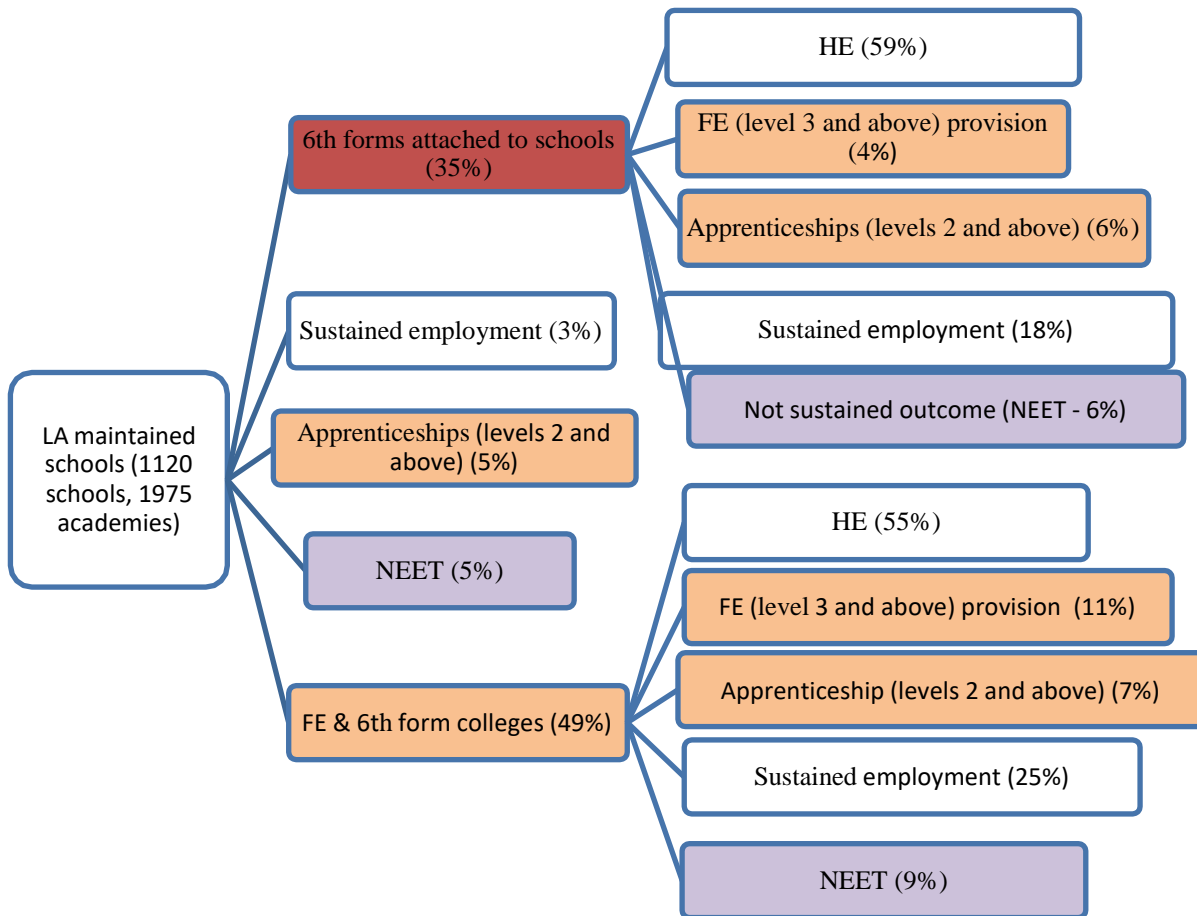 LA maintained
schools (1120
schools, 1975
academies)
6th forms attached to schools
(35%)
Sustained employment (3%)
Apprenticeships (levels 2 and
above) (5%)
NEET (5%)
FE & 6th form colleges (49%)
HE (59%)
FE (level 3 and above) provision
(4%)
Apprenticeships (levels 2 and above) (6%)
Sustained employment (18%)
Not sustained outcome (NEET - 6%)
HE (55%)
FE (level 3 and above) provision (11%)
Apprenticeship (levels 2 and above) (7%)
Sustained employment (25%)
NEET (9%)